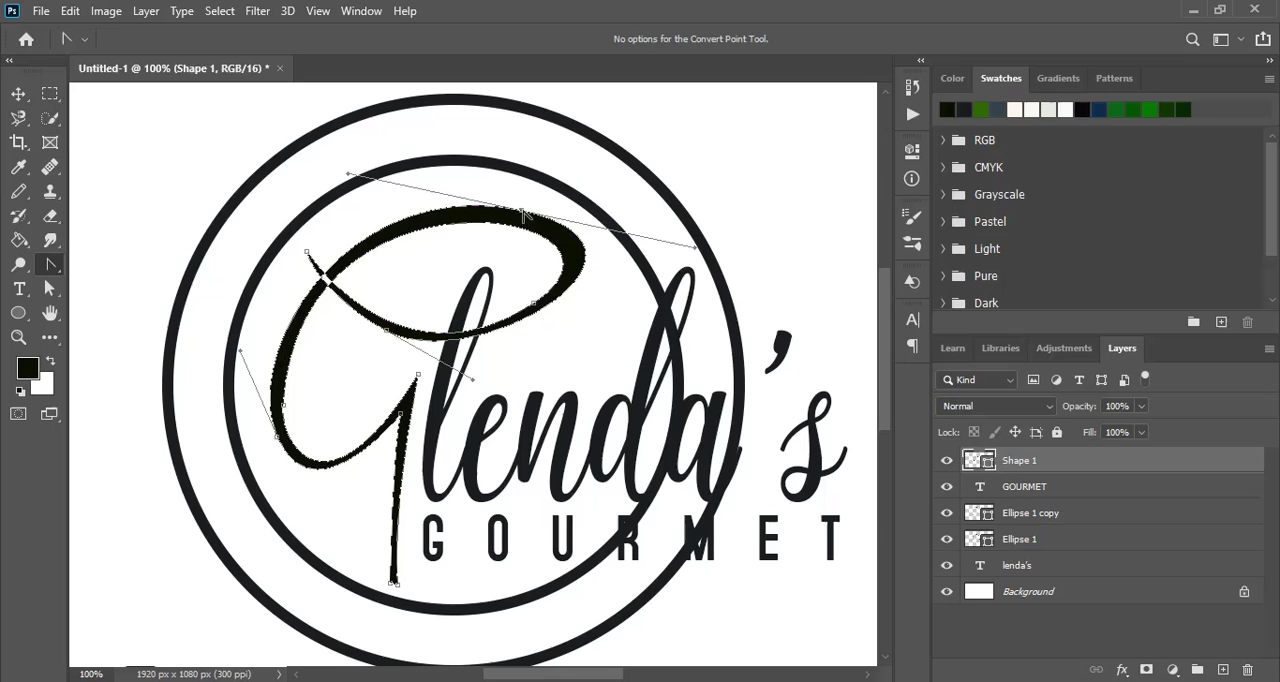 Ps File Edit Image Layer Type Select Filter 3D View Window Help
No options for the Convert Point Tool.
Untitled-1 @ 100% (Shape 1, RGB/16) *
Color Swatches Gradients Patterns
RGB
CMYK
Grayscale
Pastel
Light
Pure
Dark
Learn Libraries Adjustments Layers
Kind
Normal Opacity: 100%
Lock: Fill: 100%
Shape 1
GOURMET
Ellipse 1 copy
Ellipse 1
lenda's
Background
lenda's
GOURMET
100% 1920 px x 1080 px (300 ppi)